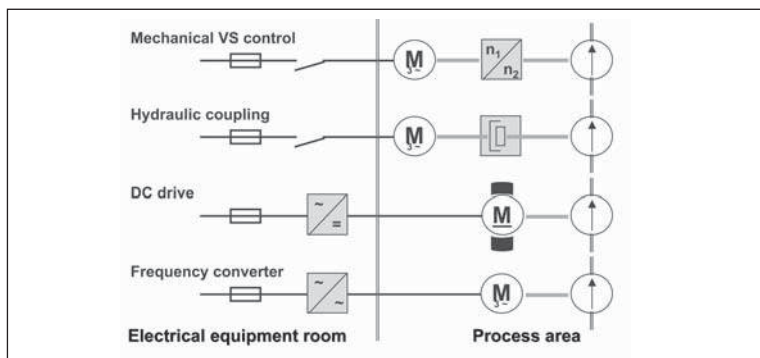 Mechanical VS control
M
3~
n1
n2
Hydraulic coupling
M
3~
DC drive
~
=
M
Frequency converter
~
~
M
3~
Electrical equipment room
Process area